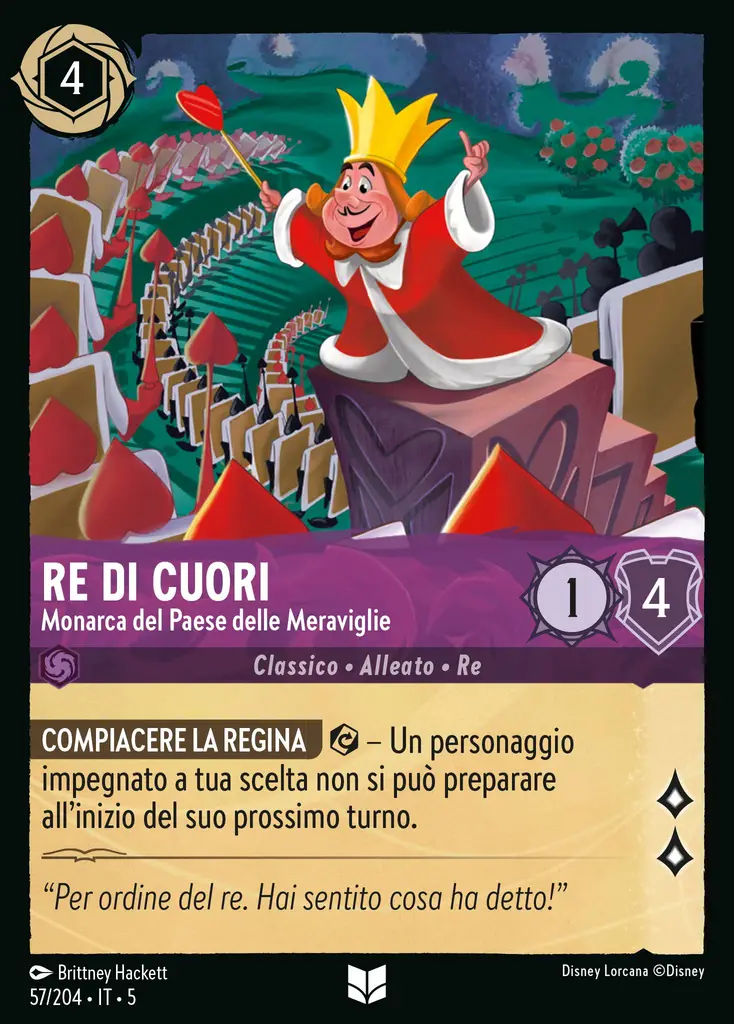 4
RE DI CUORI
Monarca del Paese delle Meraviglie
1
4
Classico • Alleato • Re
COMPIACERE LA REGINA – Un personaggio
impegnato a tua scelta non si può preparare
all’inizio del suo prossimo turno.
“Per ordine del re. Hai sentito cosa ha detto!”
Brittney Hackett
Disney Lorcana ©Disney
57/204 • IT • 5